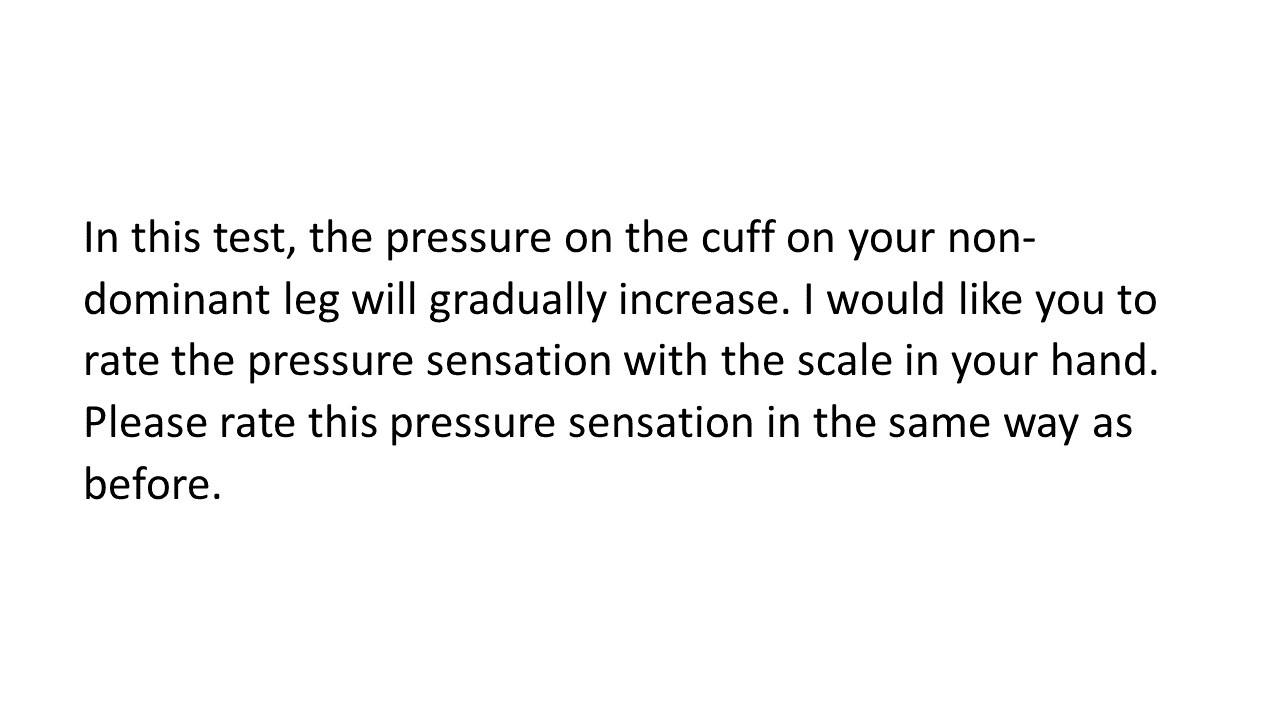 In this test, the pressure on the cuff on your non-
dominant leg will gradually increase. I would like you to
rate the pressure sensation with the scale in your hand.
Please rate this pressure sensation in the same way as
before.